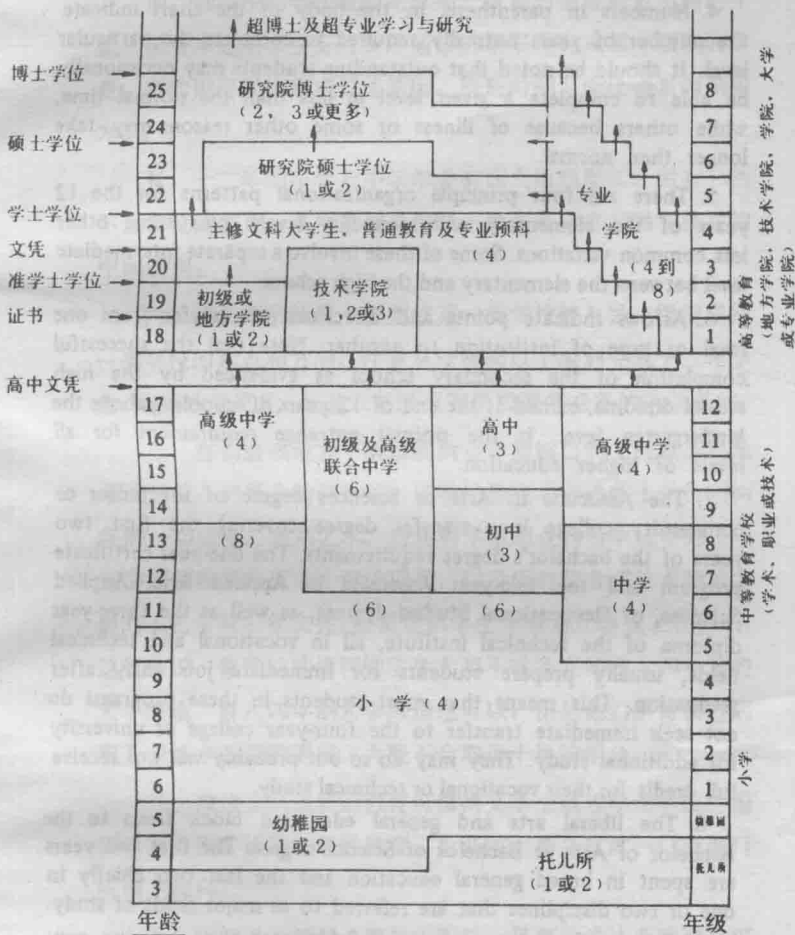 超博士及超专业学习与研究
博士学位
硕士学位
学士学位
文凭
准学士学位
证书
高中文凭
25
24
23
22
21
20
19
18
17
16
15
14
13
12
11
10
9
8
7
6
5
4
3
年龄
研究院博士学位
(2,3或更多)
研究院硕士学位
(1或2)
主修文科大学生、普通教育及专业预科
(4)
专业
学院
(4到
8)
初级或
地方学院
(1或2)
技术学院
(1,2或3)
高级中学
(4)
(8)
初级及高级
联合中学
(6)
(6)
高中
(3)
初中
(3)
(6)
高级中学
(4)
中学
(4)
小学(4)
幼稚园
(1或2)
托儿所
(1或2)
8
7
6
5
4
3
2
1
12
11
10
9
8
7
6
5
4
3
2
1
幼稚园
托儿所
年级
高等教育
(地方学院、技术学院、学院、大学
或专业学院)
中等教育学校
(学术、职业或技术)
小学